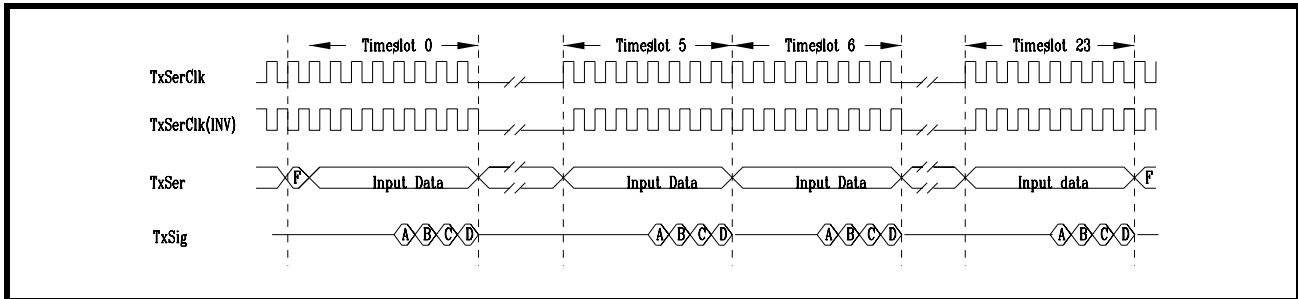 Timeslot 0 Timeslot 5 Timeslot 6 Timeslot 23
TxSerClk
TxSerClk(INV)
TxSer F Input Data Input Data Input Data Input data F
TxSig A B C D A B C D A B C D A B C D